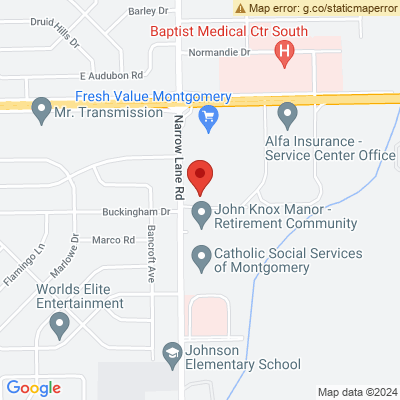 Map error: g.co/staticmaperror
Barley Dr
Druid Hills Dr
Baptist Medical Ctr South
Normandie Dr
H
E Audubon Rd
Fresh Value Montgomery
Mr. Transmission
Narrow Lane Rd
Alfa Insurance -
Service Center Office
John Knox Manor -
Retirement Community
Buckingham Dr
Marco Rd
Bancroft Ave
Marlowe Dr
Flamingo Ln
Catholic Social Services
of Montgomery
Worlds Elite
Entertainment
Johnson
Elementary School
Google
Map data ©2024